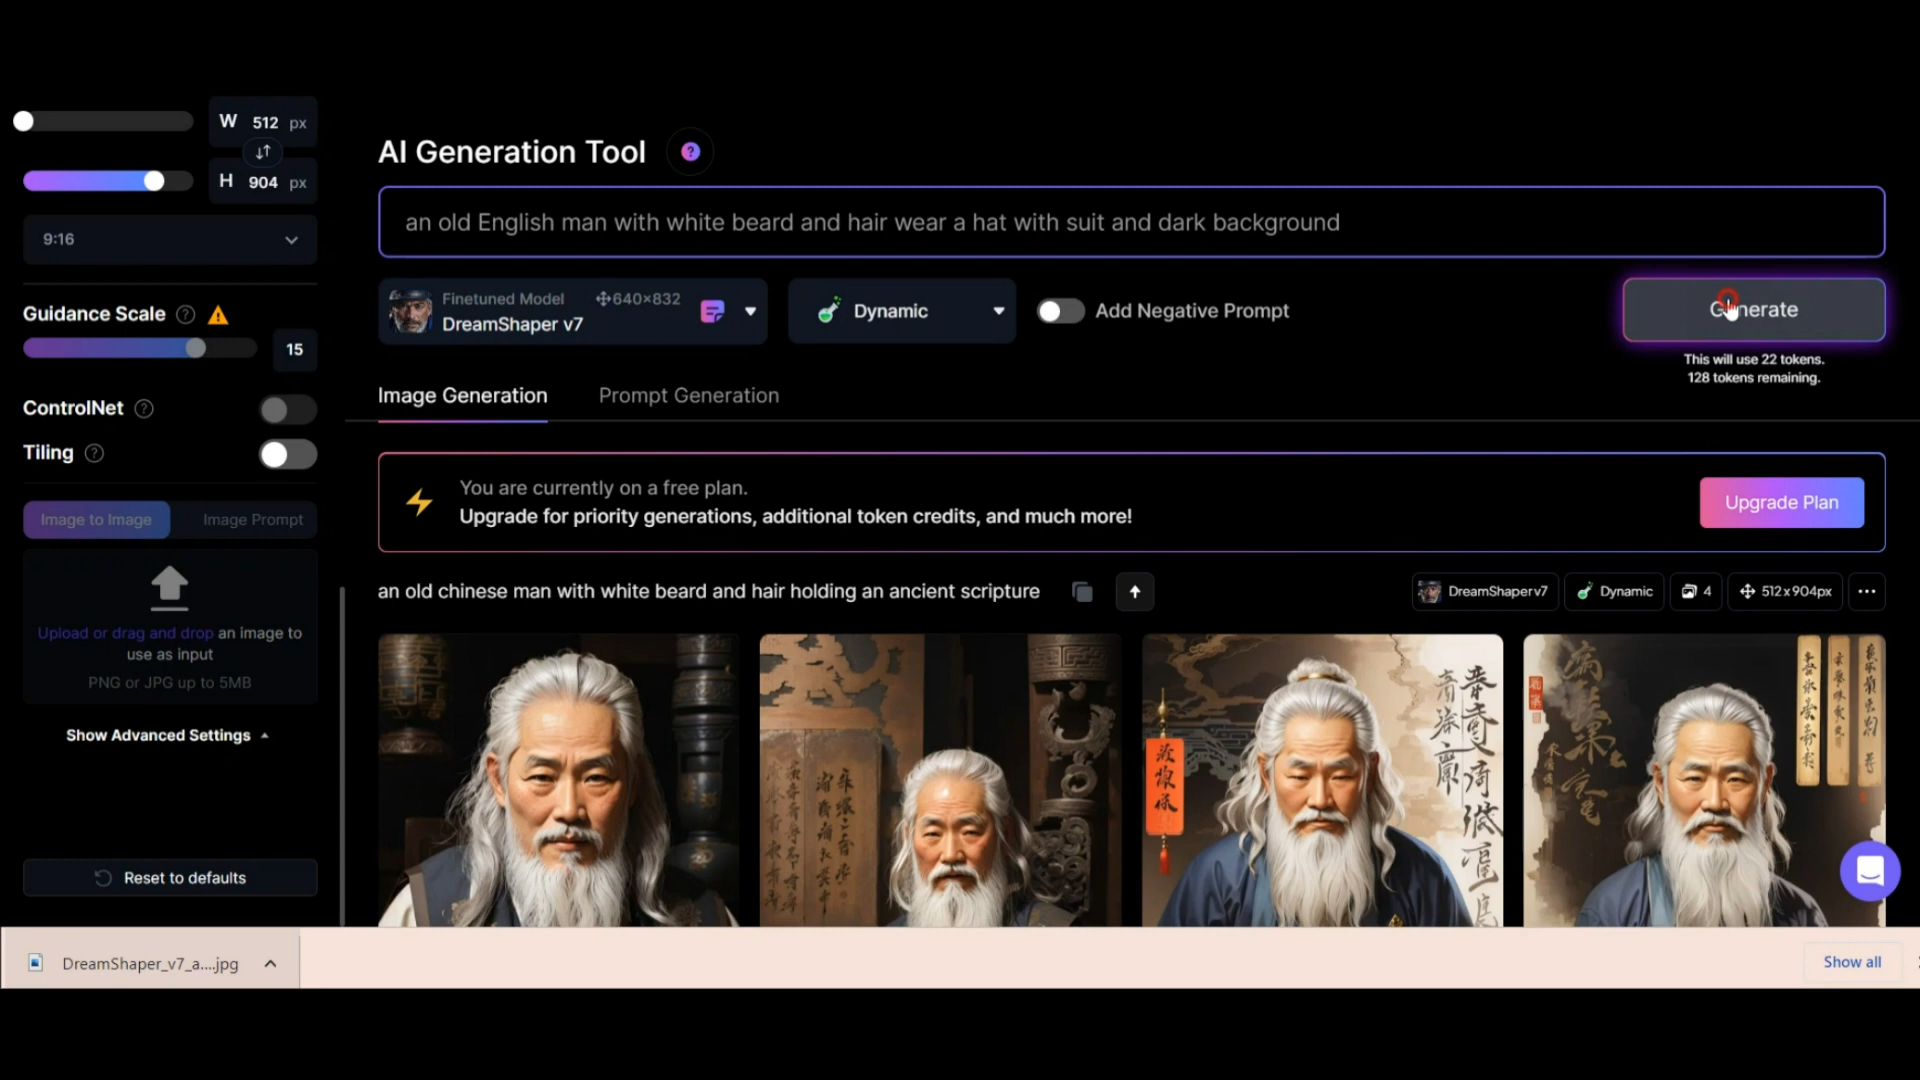 W 512 px
H 904 px
9:16
Guidance Scale ?
15
ControlNet ?
Tiling ?
Image to Image Image Prompt
Upload or drag and drop an image to
use as input
PNG or JPG up to 5MB
Show Advanced Settings
Reset to defaults
AI Generation Tool ?
an old English man with white beard and hair wear a hat with suit and dark background
Finetuned Model 640×832
DreamShaper v7
Dynamic
Add Negative Prompt
Generate
This will use 22 tokens.
128 tokens remaining.
Image Generation Prompt Generation
You are currently on a free plan.
Upgrade for priority generations, additional token credits, and much more!
Upgrade Plan
an old chinese man with white beard and hair holding an ancient scripture
DreamShaper v7 Dynamic 4 512 x 904px
DreamShaper_v7_a....jpg
Show all